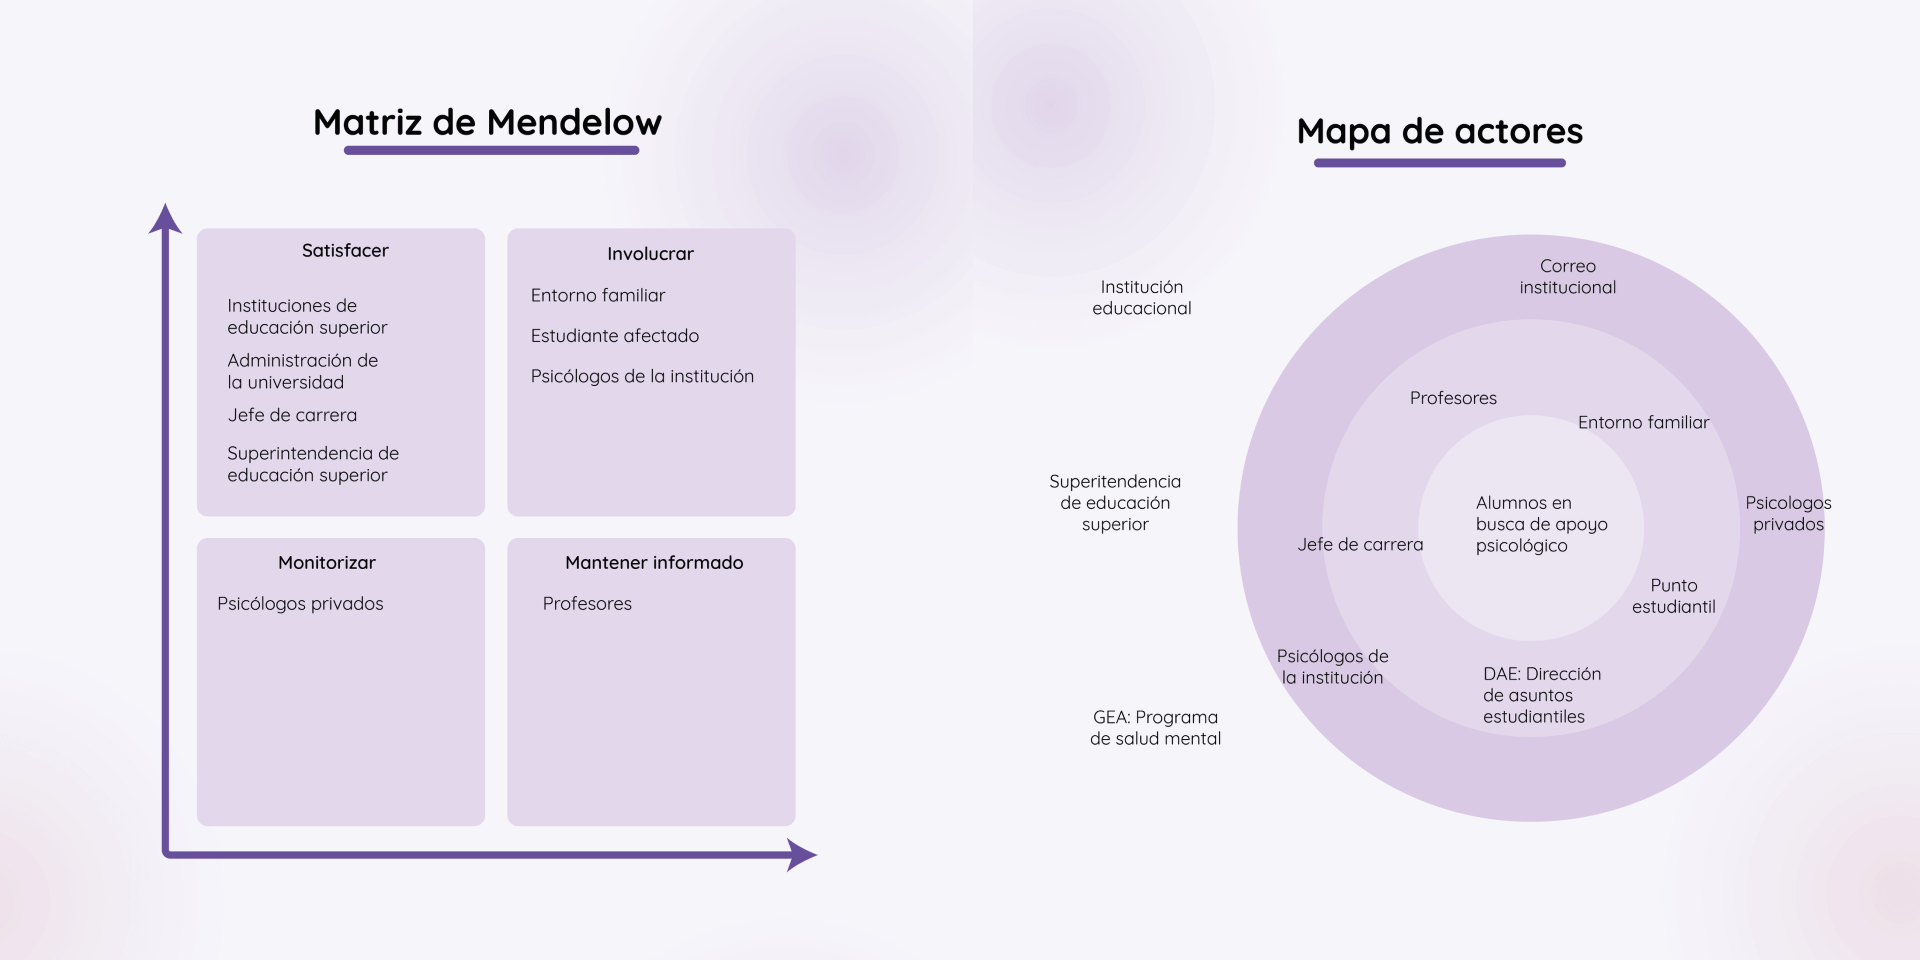 Matriz de Mendelow
Satisfacer
Instituciones de
educación superior
Administración de
la universidad
Jefe de carrera
Superintendencia de
educación superior
Involucrar
Entorno familiar
Estudiante afectado
Psicólogos de la institución
Monitorizar
Psicólogos privados
Mantener informado
Profesores
Mapa de actores
Institución
educacional
Superitendencia
de educación
superior
GEA: Programa
de salud mental
Correo
institucional
Profesores
Entorno familiar
Alumnos en
busca de apoyo
psicológico
Psicologos
privados
Jefe de carrera
Punto
estudiantil
Psicólogos de
la institución
DAE: Dirección
de asuntos
estudiantiles